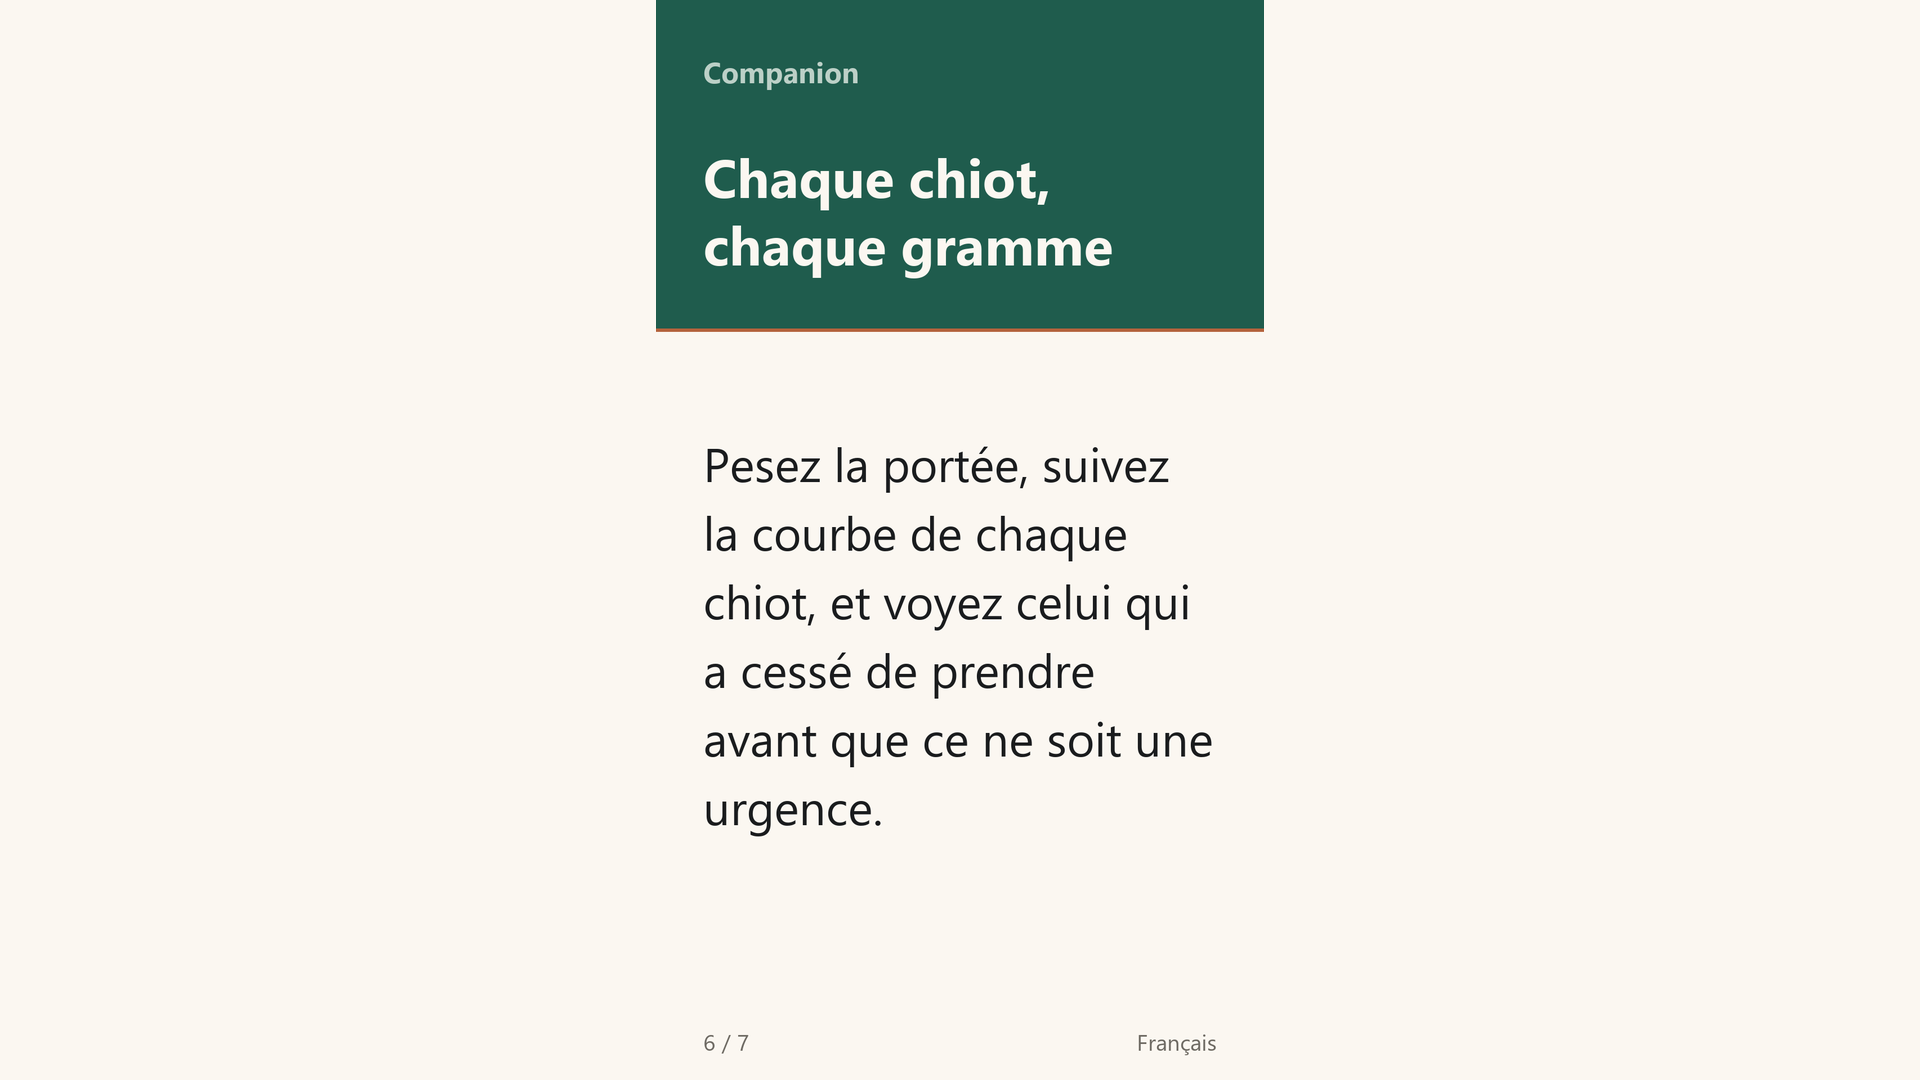 Companion
Chaque chiot,
chaque gramme
Pesez la portée, suivez
la courbe de chaque
chiot, et voyez celui qui
a cessé de prendre
avant que ce ne soit une
urgence.
6 / 7
Français